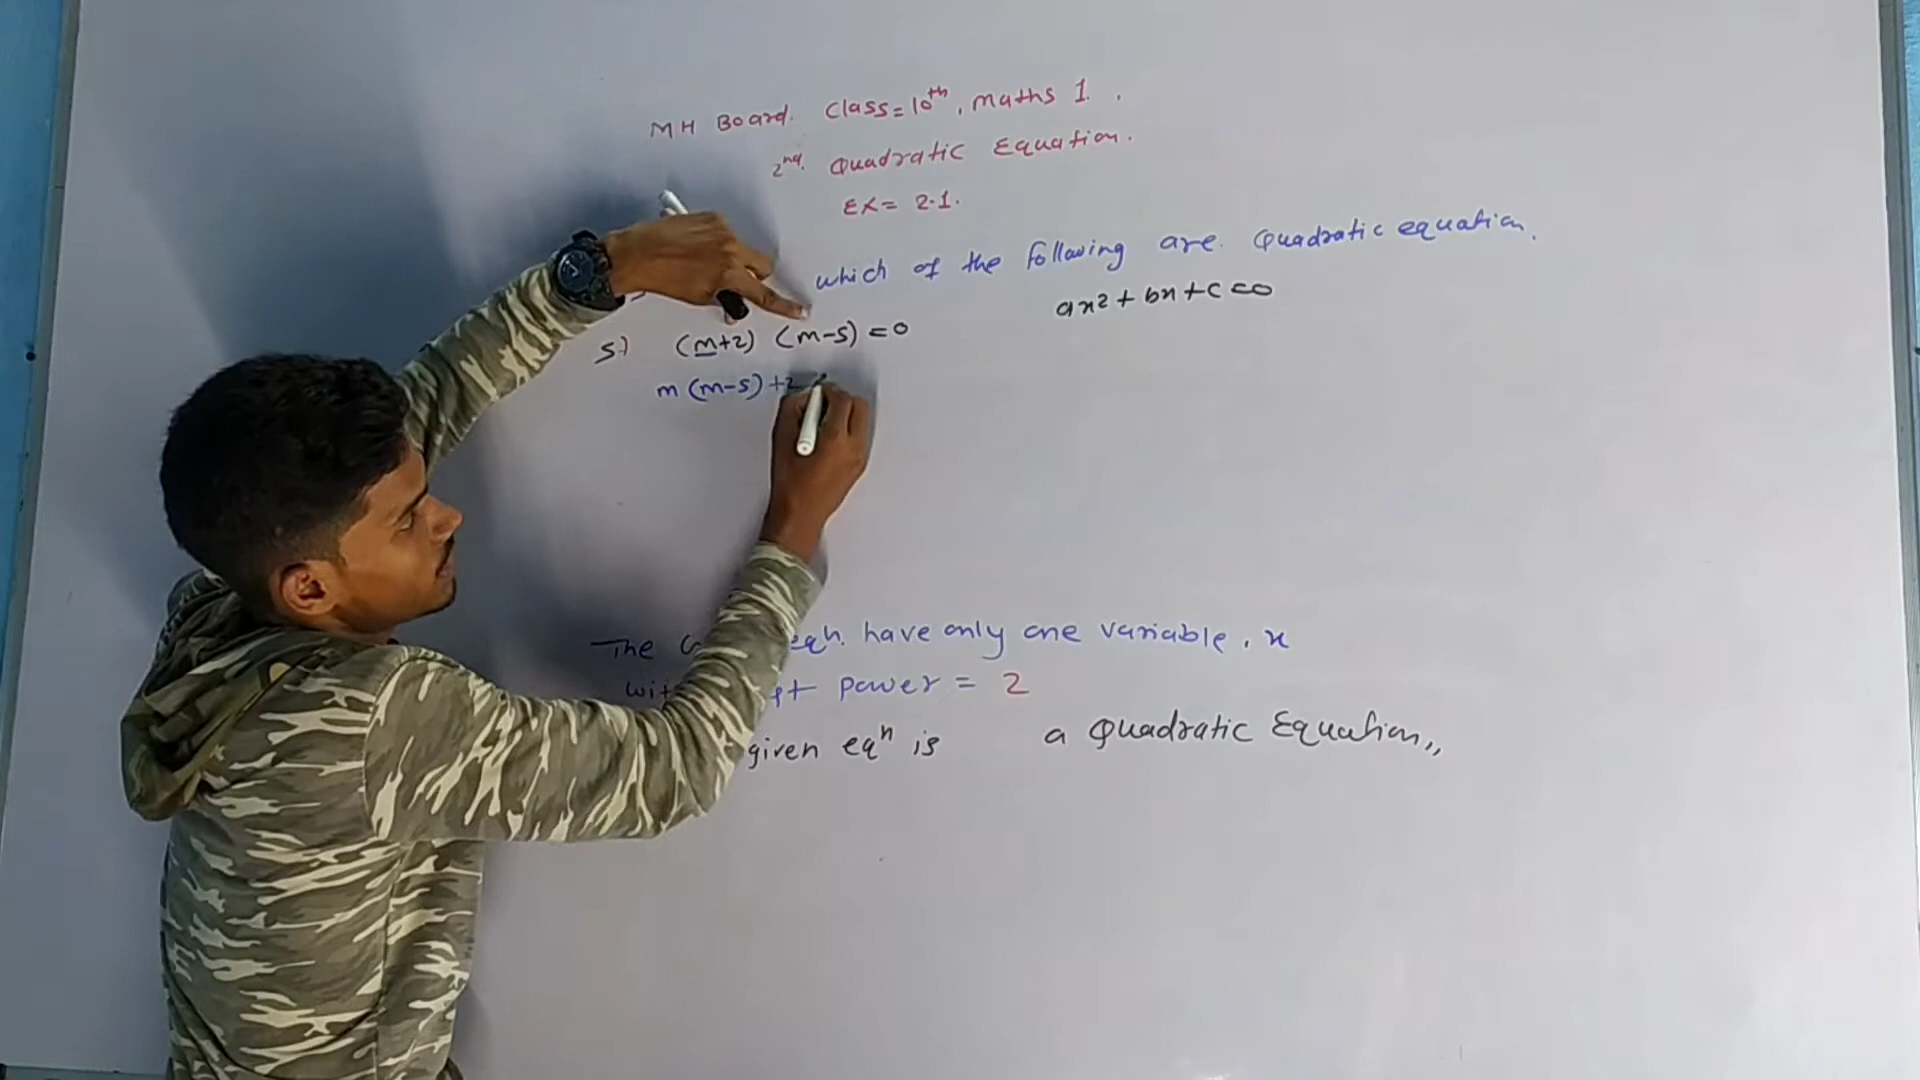 MH Board. Class = 10th, maths 1.
2nd. Quadratic Equation.
EX = 2.1.
which of the following are Quadratic equation.
ax² + bx + c = 0
5) (m+2) (m-5) = 0
m (m-5) + 2
The eqn. have only one variable, x
power = 2
given eqn is a Quadratic Equation,,